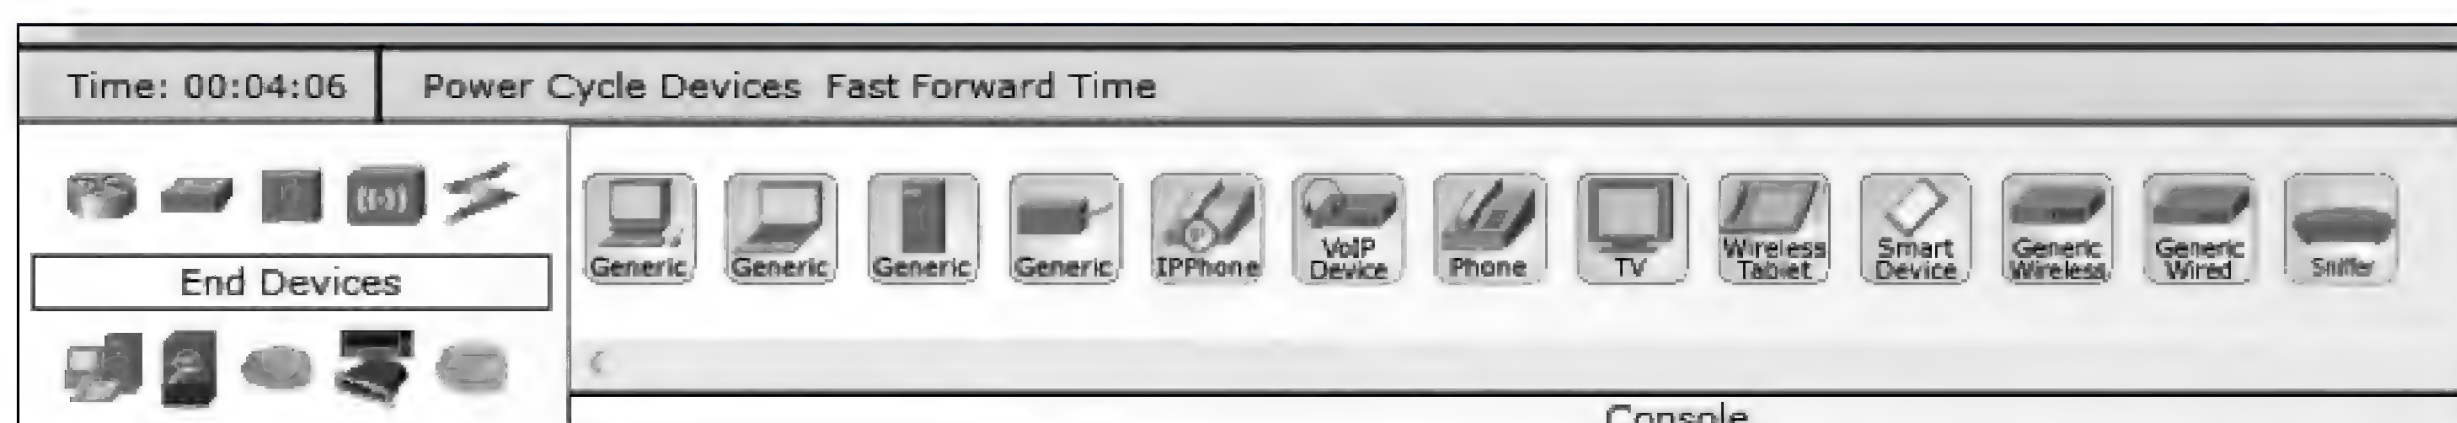 Time: 00:04:06 Power Cycle Devices Fast Forward Time
End Devices
Generic Generic Generic Generic IPPhone VoIP Device Phone TV Wireless Tablet Smart Device Generic Wireless Generic Wired Sniffer
Console